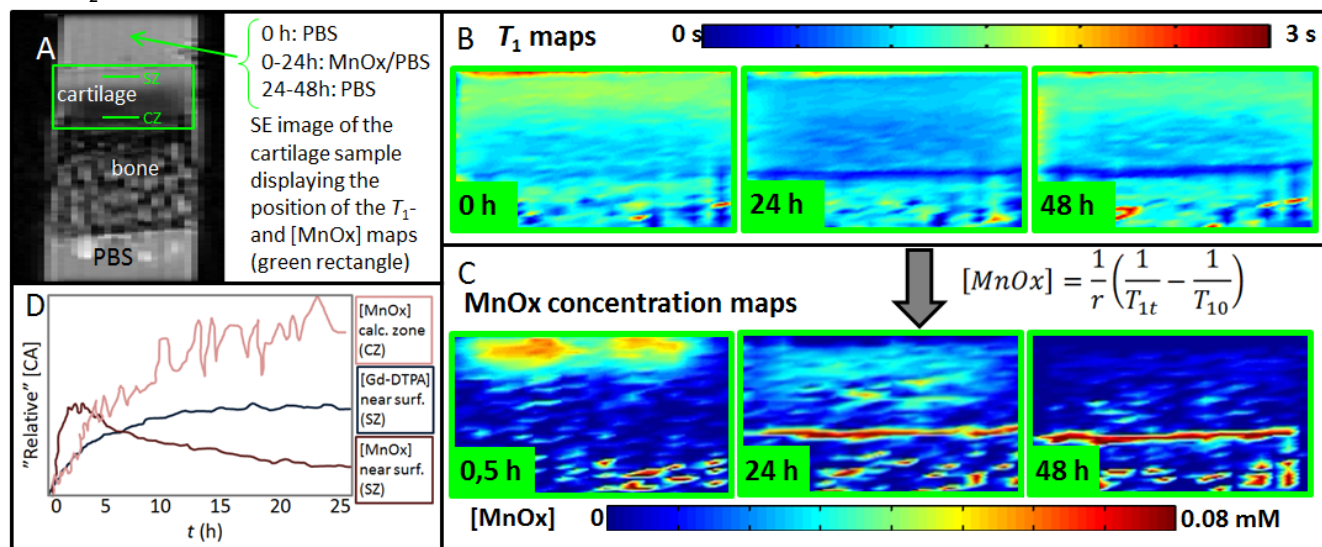 A
0 h: PBS
0-24h: MnOx/PBS
24-48h: PBS
SZ
cartilage
CZ
bone
PBS
SE image of the
cartilage sample
displaying the
position of the T₁-
and [MnOx] maps
(green rectangle)
B
T₁ maps
0 s
3 s
0 h
24 h
48 h
C
MnOx concentration maps
[MnOx] = 1/r (1/T₁t − 1/T₁₀)
0,5 h
24 h
48 h
[MnOx]
0
0.08 mM
D
"Relative" [CA]
[MnOx]
calc. zone
(CZ)
[Gd-DTPA]
near surf.
(SZ)
[MnOx]
near surf.
(SZ)
0 5 10 15 20 25
t (h)